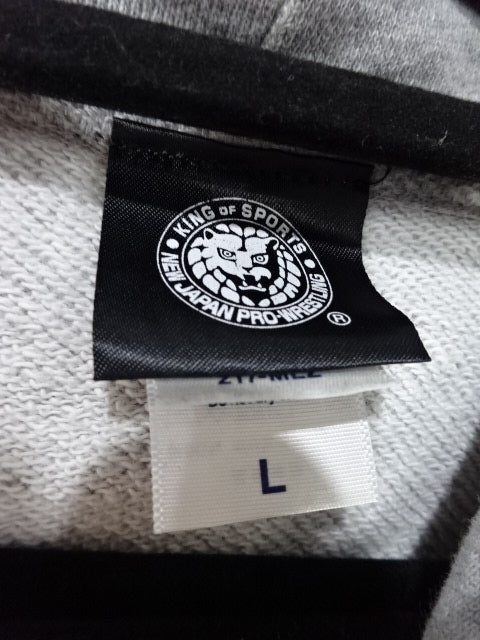 KING OF SPORTS
NEW JAPAN PRO-WRESTLING
®
L